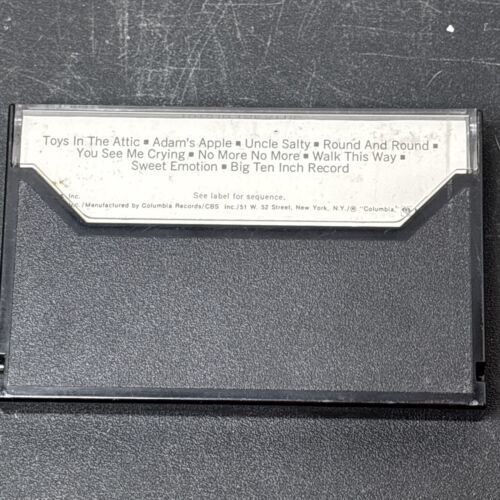 Toys In The Attic ▪ Adam's Apple ▪ Uncle Salty ▪ Round And Round ▪
You See Me Crying ▪ No More No More ▪ Walk This Way ▪
Sweet Emotion ▪ Big Ten Inch Record
See label for sequence.
Inc.
/Manufactured by Columbia Records/CBS Inc./51 W. 52 Street, New York, N.Y./® "Columbia,"